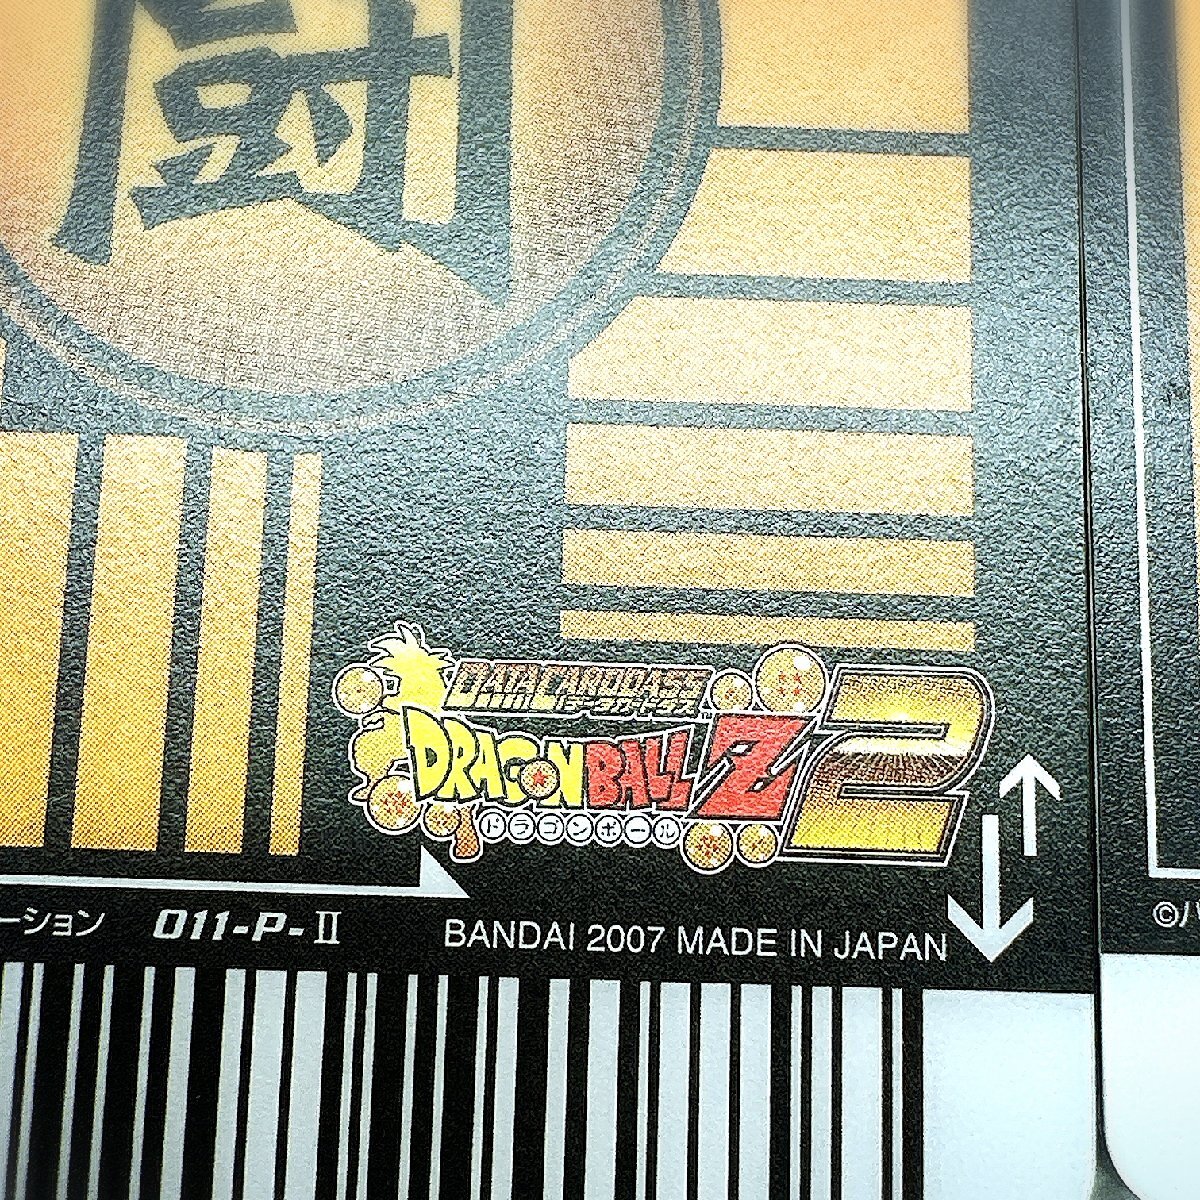 闘
DATA CARDDASS
データカードダス
DRAGON BALL Z 2
ドラゴンボール
ーション 011-P-II
BANDAI 2007 MADE IN JAPAN
©バ